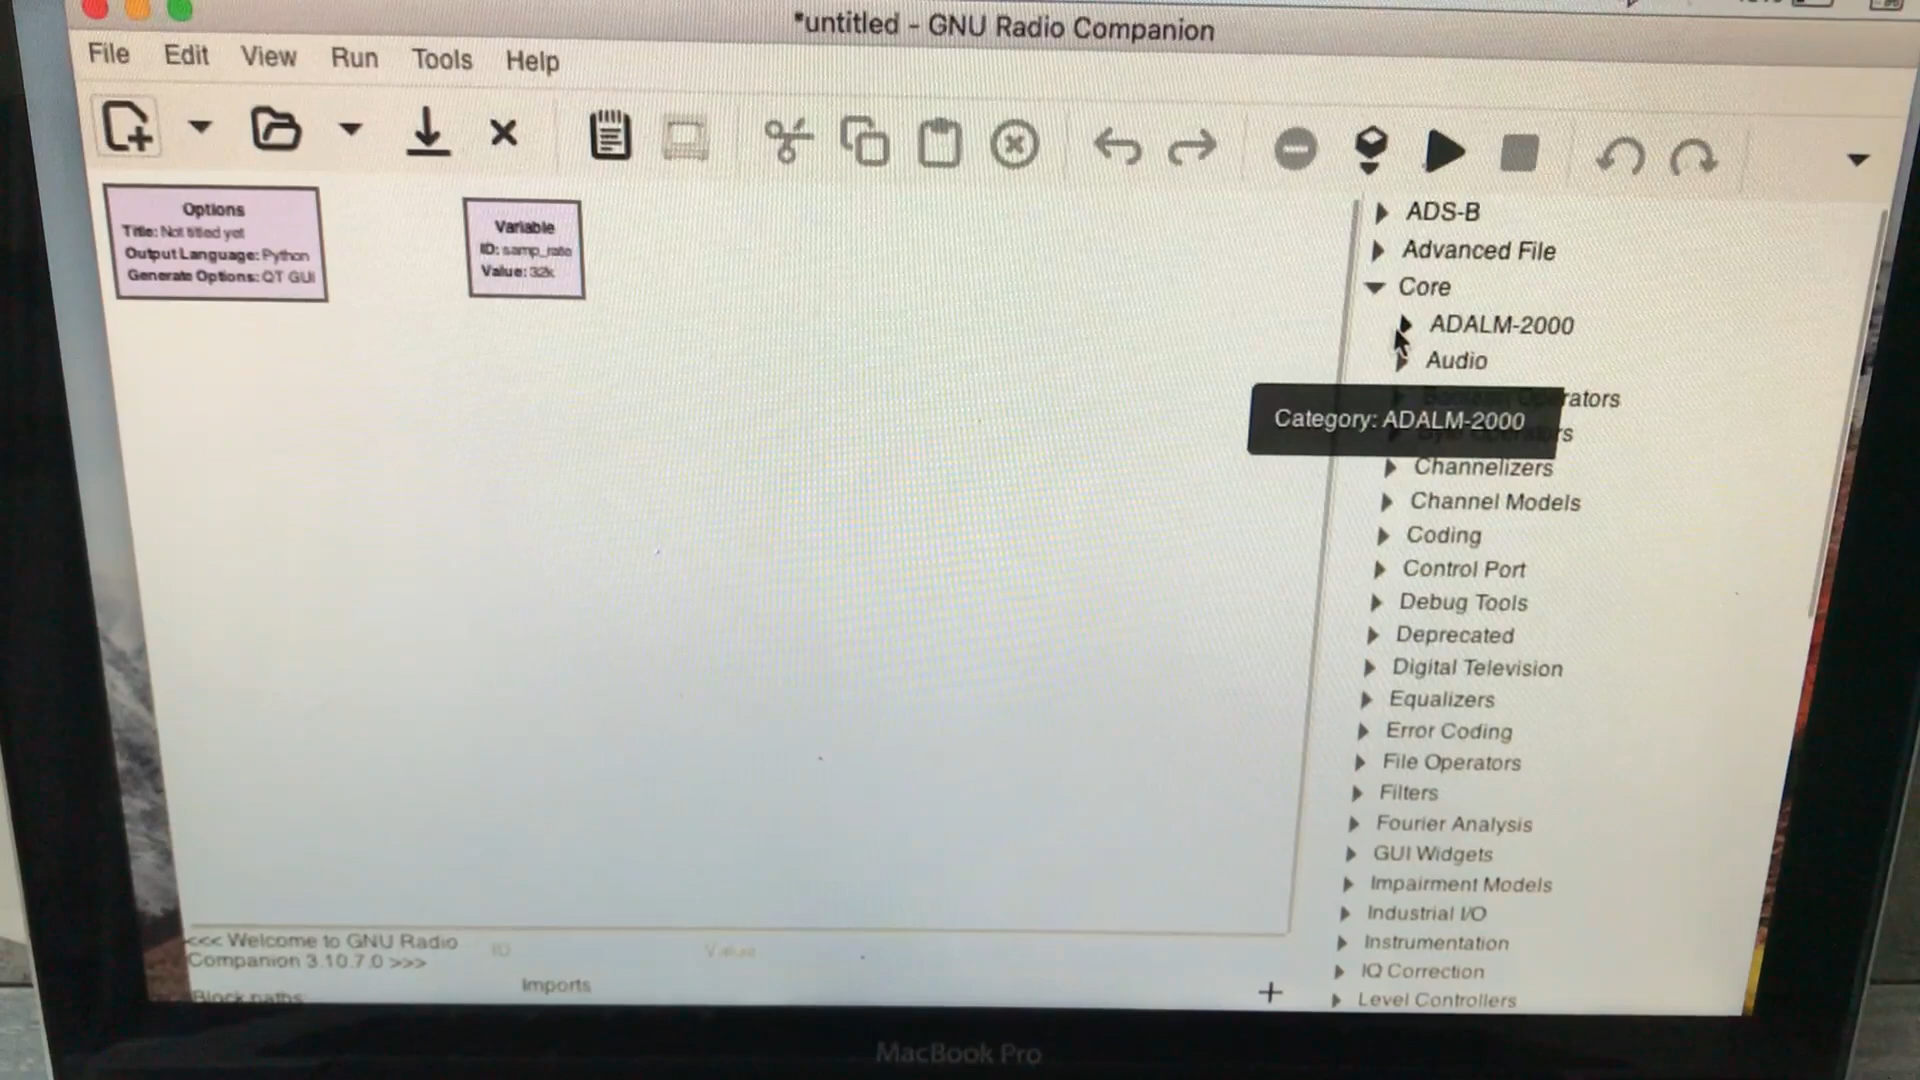 *untitled - GNU Radio Companion
File Edit View Run Tools Help
Options
Title: Not titled yet
Output Language: Python
Generate Options: QT GUI
Variable
ID: samp_rate
Value: 32k
ADS-B
Advanced File
Core
ADALM-2000
Audio
Category: ADALM-2000
Channelizers
Channel Models
Coding
Control Port
Debug Tools
Deprecated
Digital Television
Equalizers
Error Coding
File Operators
Filters
Fourier Analysis
GUI Widgets
Impairment Models
Industrial I/O
Instrumentation
IQ Correction
Level Controllers
<<< Welcome to GNU Radio
Companion 3.10.7.0 >>>
Block paths
ID Value
Imports
MacBook Pro